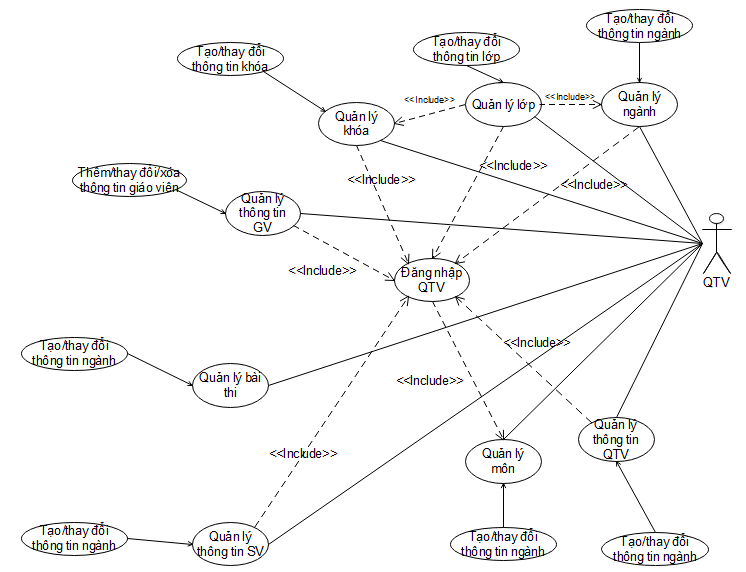 Tạo/thay đổi
thông tin ngành
Tạo/thay đổi
thông tin lớp
Tạo/thay đổi
thông tin khóa
<<Include>>
<<Include>>
Quản lý
khóa
Quản lý lớp
Quản lý
ngành
<<Include>>
<<Include>>
<<Include>>
Thêm/thay đổi/xóa
thông tin giáo viên
Quản lý
thông tin
GV
<<Include>>
Đăng nhập
QTV
QTV
Tạo/thay đổi
thông tin ngành
Quản lý bài
thi
<<Include>>
<<Include>>
<<Include>>
Quản lý
môn
Quản lý
thông tin
QTV
Tạo/thay đổi
thông tin ngành
Quản lý
thông tin SV
Tạo/thay đổi
thông tin ngành
Tạo/thay đổi
thông tin ngành